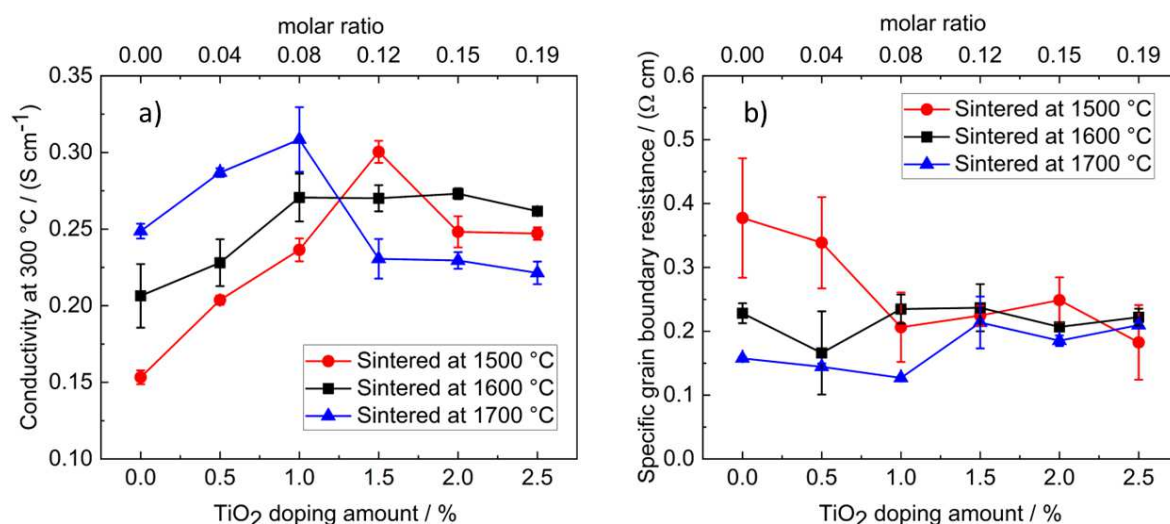 molar ratio
0.00 0.04 0.08 0.12 0.15 0.19
0.35
0.30
0.25
0.20
0.15
0.10
Conductivity at 300 °C / (S cm⁻¹)
a)
Sintered at 1500 °C
Sintered at 1600 °C
Sintered at 1700 °C
0.0 0.5 1.0 1.5 2.0 2.5
TiO₂ doping amount / %
molar ratio
0.00 0.04 0.08 0.12 0.15 0.19
0.6
0.5
0.4
0.3
0.2
0.1
0.0
Specific grain boundary resistance / (Ω cm)
b)
Sintered at 1500 °C
Sintered at 1600 °C
Sintered at 1700 °C
0.0 0.5 1.0 1.5 2.0 2.5
TiO₂ doping amount / %